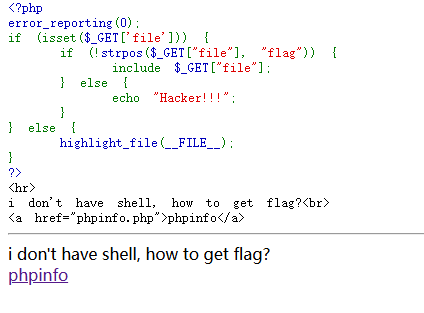 <?php
error_reporting(0);
if (isset($_GET['file'])) {
    if (!strpos($_GET["file"], "flag")) {
        include $_GET["file"];
    } else {
        echo "Hacker!!!";
    }
} else {
    highlight_file(__FILE__);
}
?>
<hr>
i don't have shell, how to get flag?<br>
<a href="phpinfo.php">phpinfo</a>
i don't have shell, how to get flag?
phpinfo